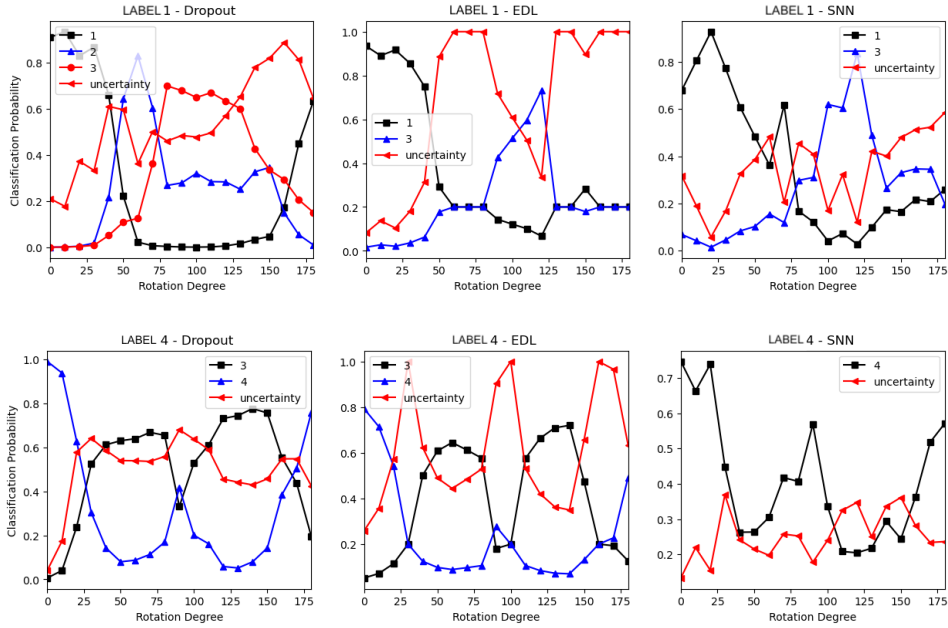 LABEL 1 - Dropout
1
2
3
uncertainty
Classification Probability
0.0
0.2
0.4
0.6
0.8
0 25 50 75 100 125 150 175
Rotation Degree
LABEL 1 - EDL
1
3
uncertainty
0.0
0.2
0.4
0.6
0.8
1.0
0 25 50 75 100 125 150 175
Rotation Degree
LABEL 1 - SNN
1
3
uncertainty
0.0
0.2
0.4
0.6
0.8
0 25 50 75 100 125 150 175
Rotation Degree
LABEL 4 - Dropout
3
4
uncertainty
Classification Probability
0.0
0.2
0.4
0.6
0.8
1.0
0 25 50 75 100 125 150 175
Rotation Degree
LABEL 4 - EDL
3
4
uncertainty
0.2
0.4
0.6
0.8
1.0
0 25 50 75 100 125 150 175
Rotation Degree
LABEL 4 - SNN
4
uncertainty
0.2
0.3
0.4
0.5
0.6
0.7
0 25 50 75 100 125 150 175
Rotation Degree